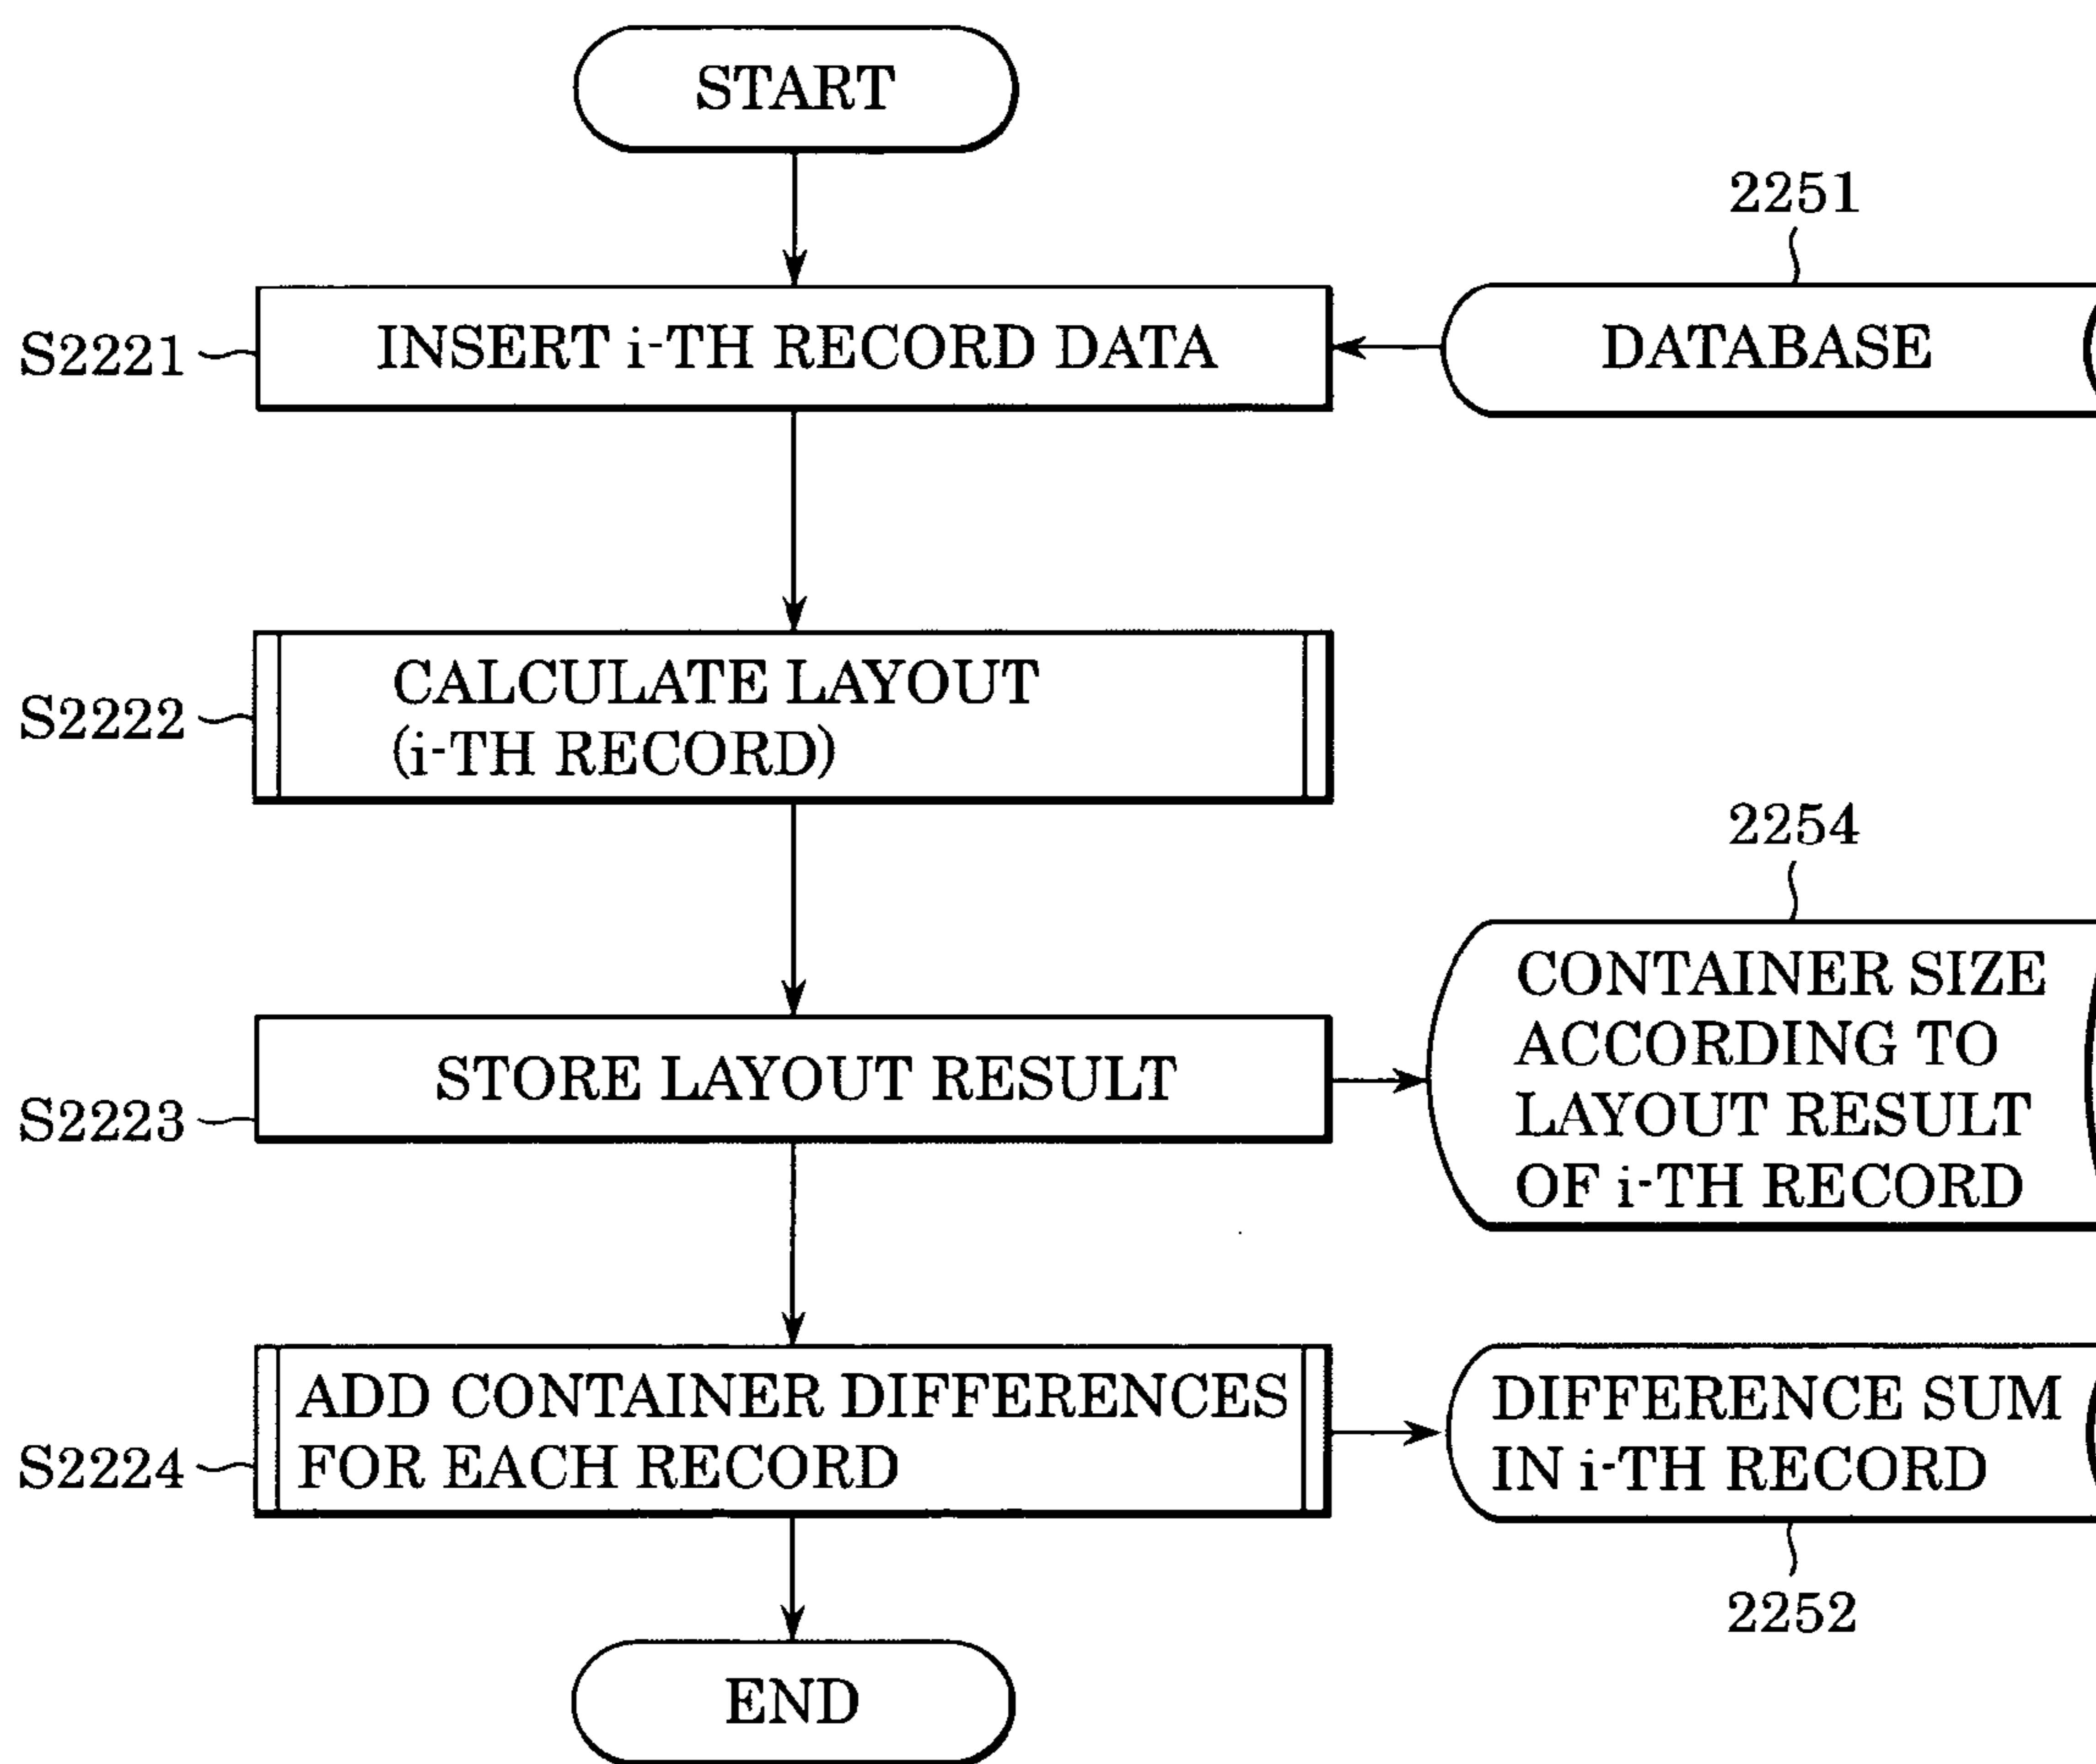 START
2251
S2221
INSERT i-TH RECORD DATA
DATABASE
S2222
CALCULATE LAYOUT
(i-TH RECORD)
2254
S2223
STORE LAYOUT RESULT
CONTAINER SIZE
ACCORDING TO
LAYOUT RESULT
OF i-TH RECORD
S2224
ADD CONTAINER DIFFERENCES
FOR EACH RECORD
DIFFERENCE SUM
IN i-TH RECORD
2252
END